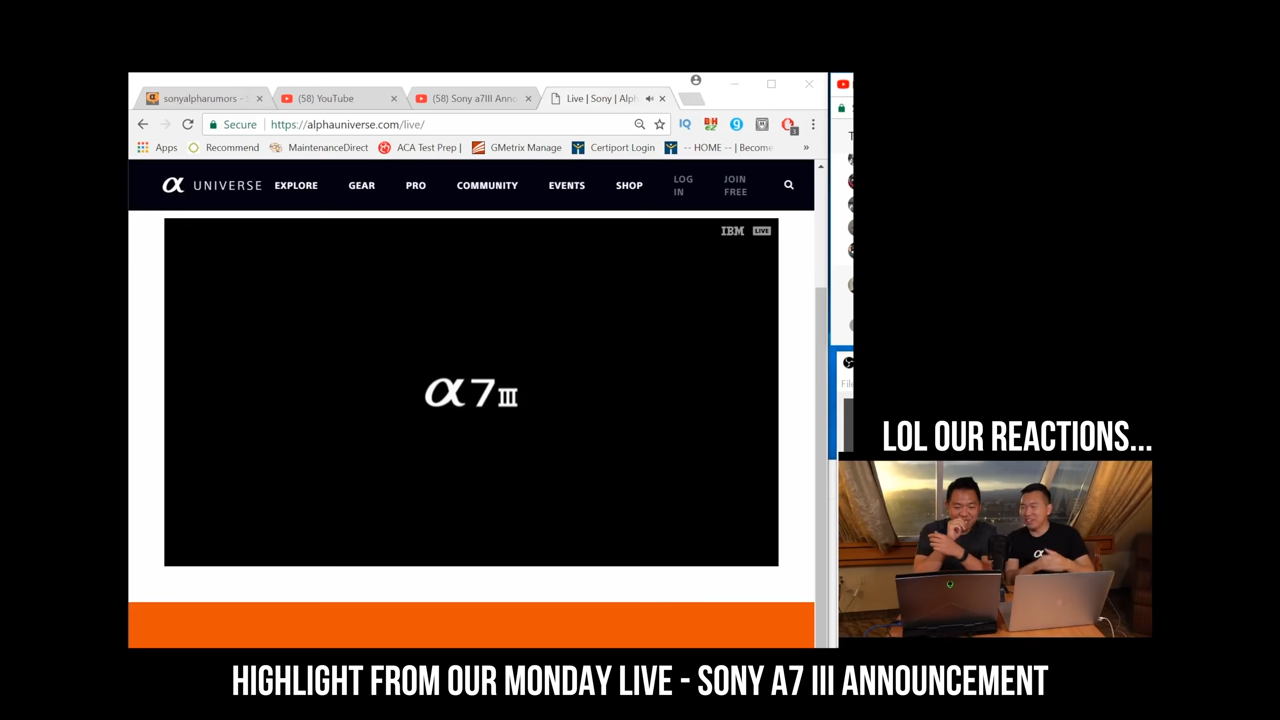 sonyalpharumors
(58) YouTube
(58) Sony a7III Anno
Live | Sony | Alph
Secure
https://alphauniverse.com/live/
IQ
Apps
Recommend
MaintenanceDirect
ACA Test Prep |
GMetrix Manage
Certiport Login
-- HOME -- | Become
»
α UNIVERSE
EXPLORE
GEAR
PRO
COMMUNITY
EVENTS
SHOP
LOG IN
JOIN FREE
IBM LIVE
α7III
File
LOL OUR REACTIONS...
α
HIGHLIGHT FROM OUR MONDAY LIVE - SONY A7 III ANNOUNCEMENT